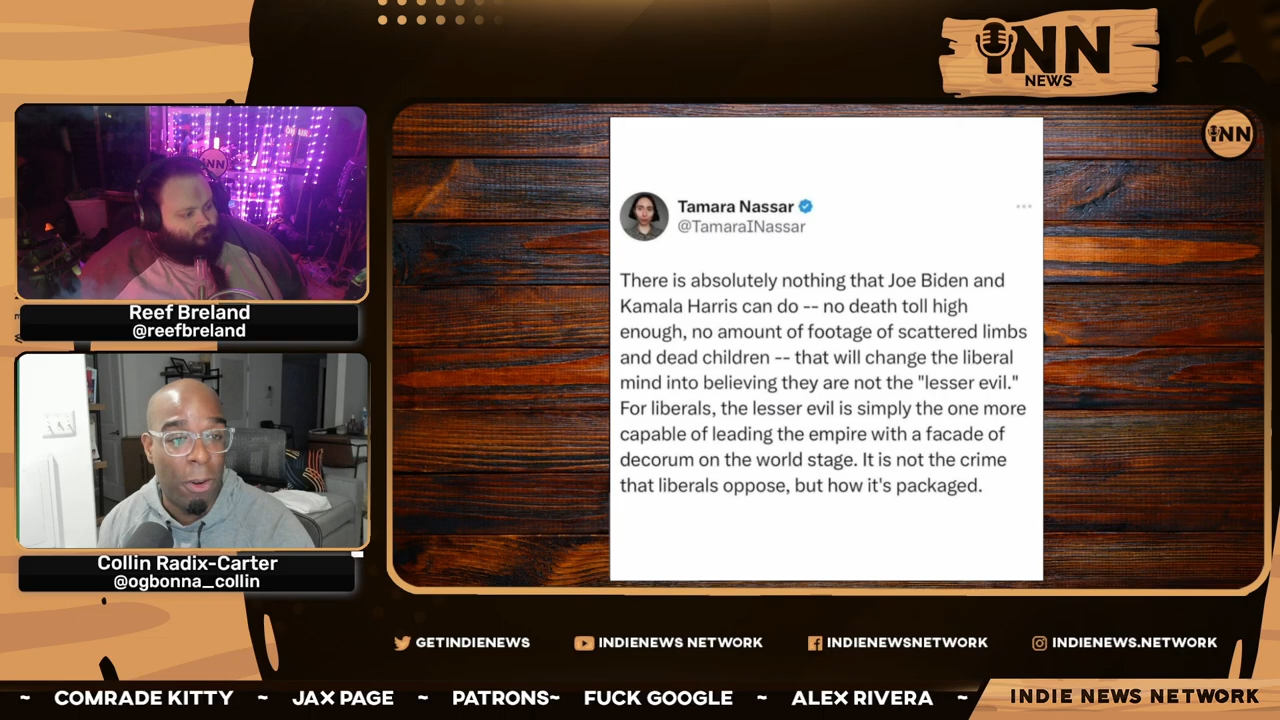 iNN
NEWS
iNN
iNN
Reef Breland
@reefbreland
Collin Radix-Carter
@ogbonna_collin
Tamara Nassar
@TamaraINassar
There is absolutely nothing that Joe Biden and
Kamala Harris can do -- no death toll high
enough, no amount of footage of scattered limbs
and dead children -- that will change the liberal
mind into believing they are not the "lesser evil."
For liberals, the lesser evil is simply the one more
capable of leading the empire with a facade of
decorum on the world stage. It is not the crime
that liberals oppose, but how it's packaged.
GETINDIENEWS
INDIENEWS NETWORK
INDIENEWSNETWORK
INDIENEWS.NETWORK
~ COMRADE KITTY ~ JAX PAGE ~ PATRONS~ FUCK GOOGLE ~ ALEX RIVERA ~
INDIE NEWS NETWORK